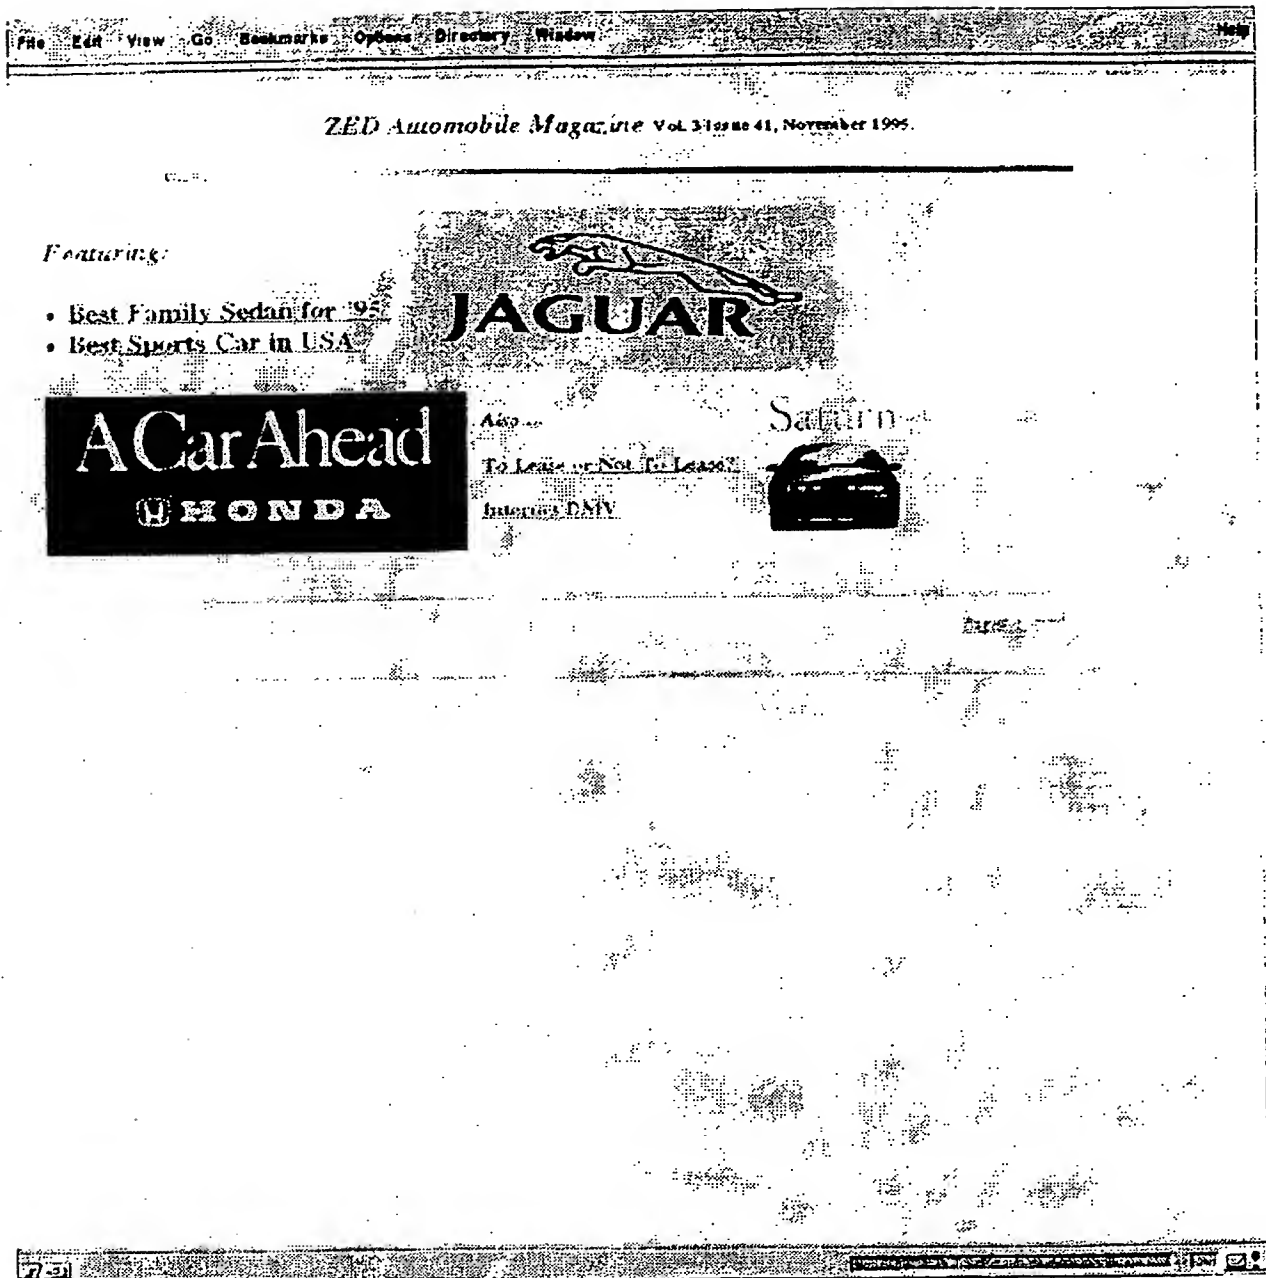 File Edit View Go Bookmarks Options Directory Window Help
ZED Automobile Magazine Vol. 3 Issue 41, November 1995.
Featuring:
• Best Family Sedan for '95
• Best Sports Car in USA
JAGUAR
A Car Ahead
HONDA
Also...
To Lease or Not To Lease?
DMV
Saturn